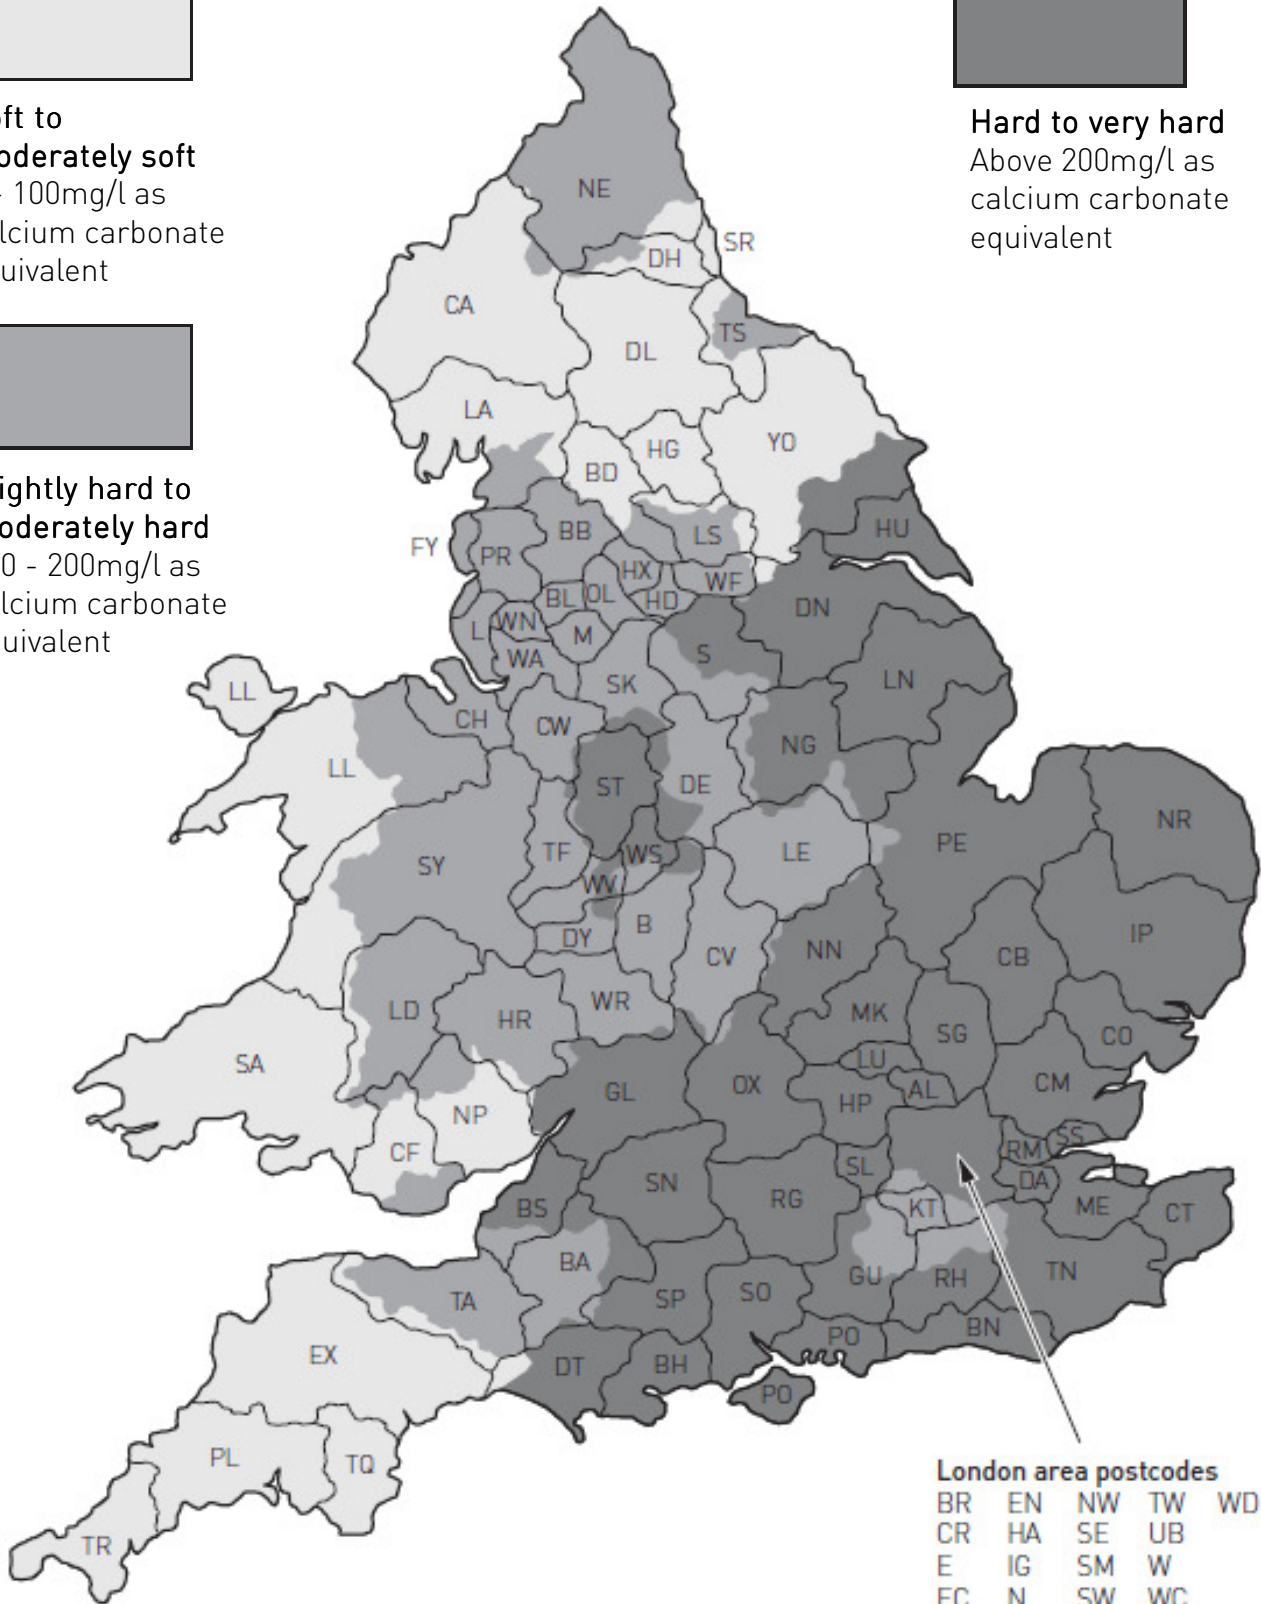 ft to
oderately soft
- 100mg/l as
lcium carbonate
uivalent
Hard to very hard
Above 200mg/l as
calcium carbonate
equivalent
ightly hard to
oderately hard
0 - 200mg/l as
lcium carbonate
quivalent
NE
SR
DH
CA
TS
DL
LA
HG
YO
BD
HU
LS
BB
FY
PR
HX
WF
BL
OL
HD
DN
WN
L
M
WA
S
SK
LN
LL
CH
CW
NG
LL
ST
DE
NR
PE
SY
TF
WS
LE
WV
B
IP
DY
CV
NN
CB
LD
HR
WR
MK
SG
CO
SA
LU
GL
OX
AL
CM
HP
NP
SS
RM
CF
SL
DA
SN
RG
BS
KT
ME
CT
BA
GU
RH
TN
TA
SP
SO
BN
PO
EX
DT
BH
PO
PL
TQ
TR
London area postcodes
BR EN NW TW WD
CR HA SE UB
E IG SM W
EC N SW WC